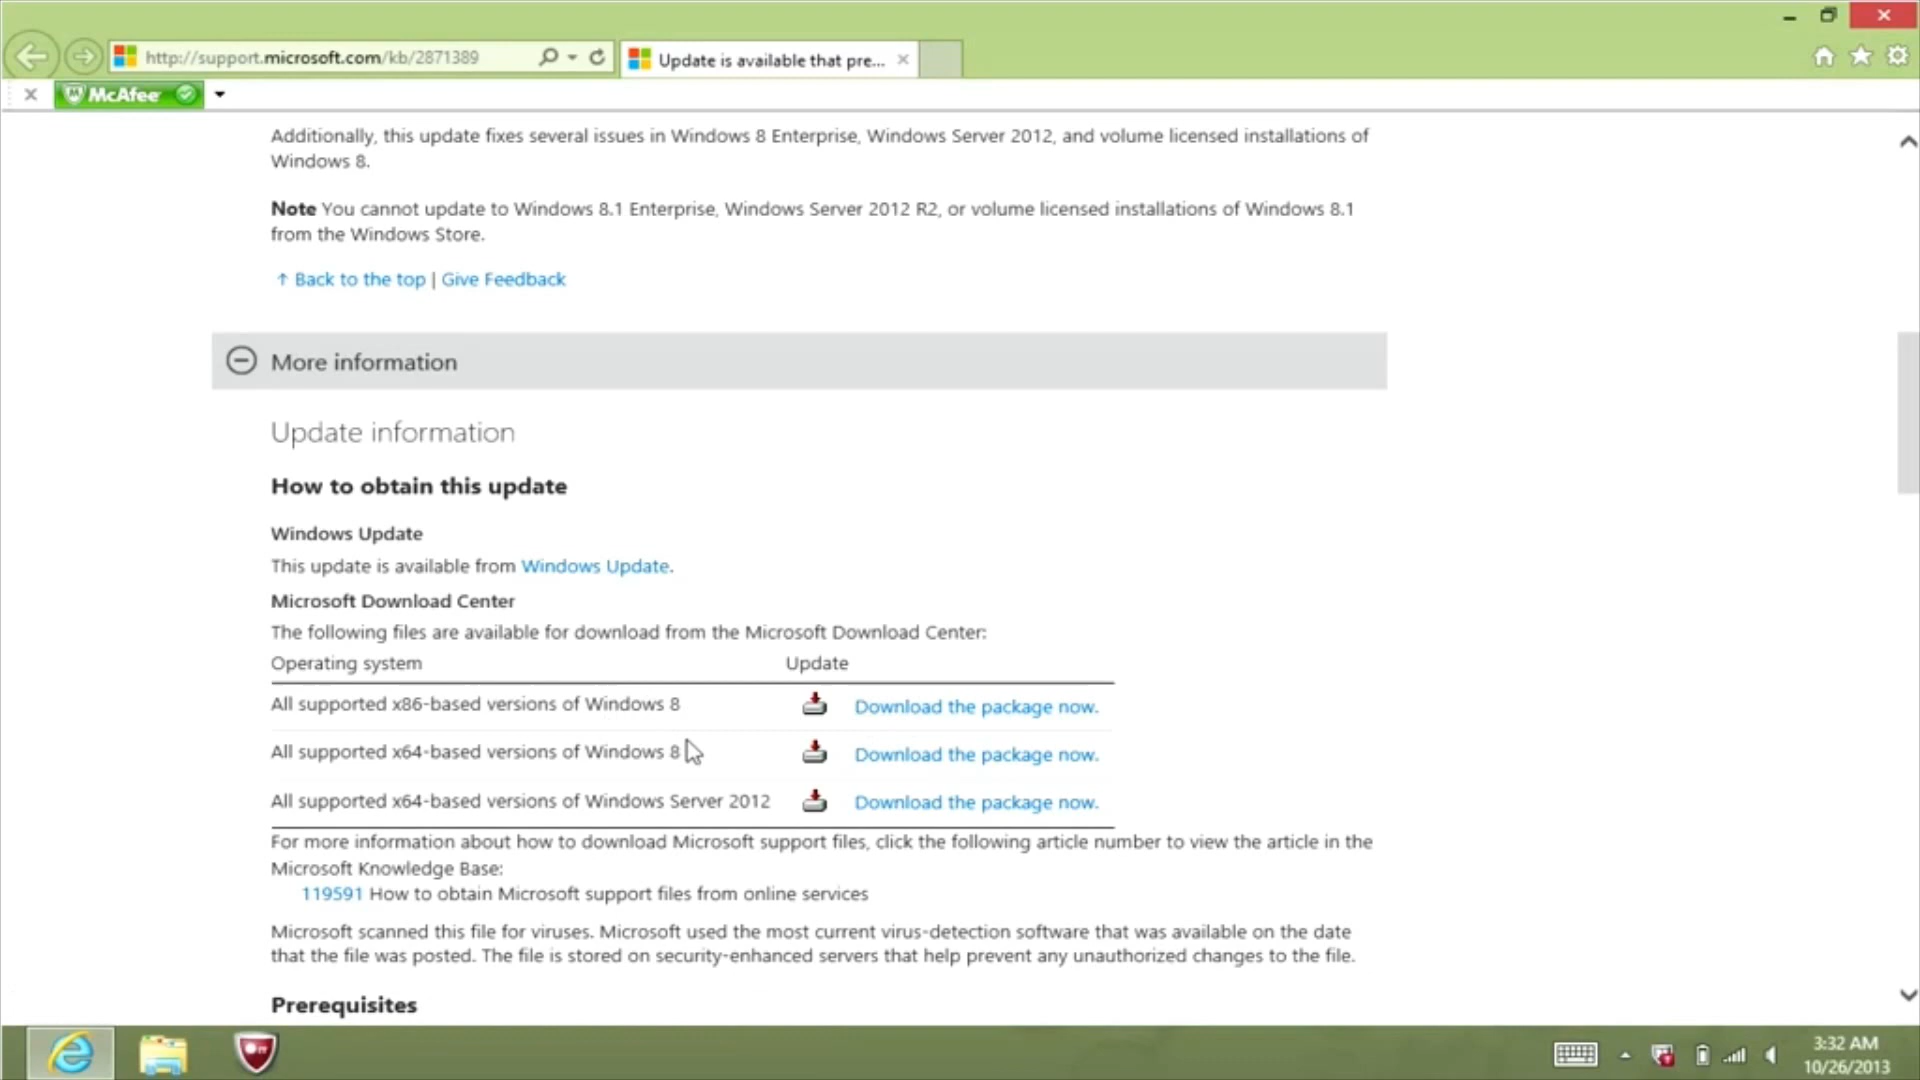 http://support.microsoft.com/kb/2871389
Update is available that pre...
McAfee
Additionally, this update fixes several issues in Windows 8 Enterprise, Windows Server 2012, and volume licensed installations of
Windows 8.
Note You cannot update to Windows 8.1 Enterprise, Windows Server 2012 R2, or volume licensed installations of Windows 8.1
from the Windows Store.
↑ Back to the top | Give Feedback
More information
Update information
How to obtain this update
Windows Update
This update is available from Windows Update.
Microsoft Download Center
The following files are available for download from the Microsoft Download Center:
Operating system Update
All supported x86-based versions of Windows 8 Download the package now.
All supported x64-based versions of Windows 8 Download the package now.
All supported x64-based versions of Windows Server 2012 Download the package now.
For more information about how to download Microsoft support files, click the following article number to view the article in the
Microsoft Knowledge Base:
119591 How to obtain Microsoft support files from online services
Microsoft scanned this file for viruses. Microsoft used the most current virus-detection software that was available on the date
that the file was posted. The file is stored on security-enhanced servers that help prevent any unauthorized changes to the file.
Prerequisites
3:32 AM
10/26/2013